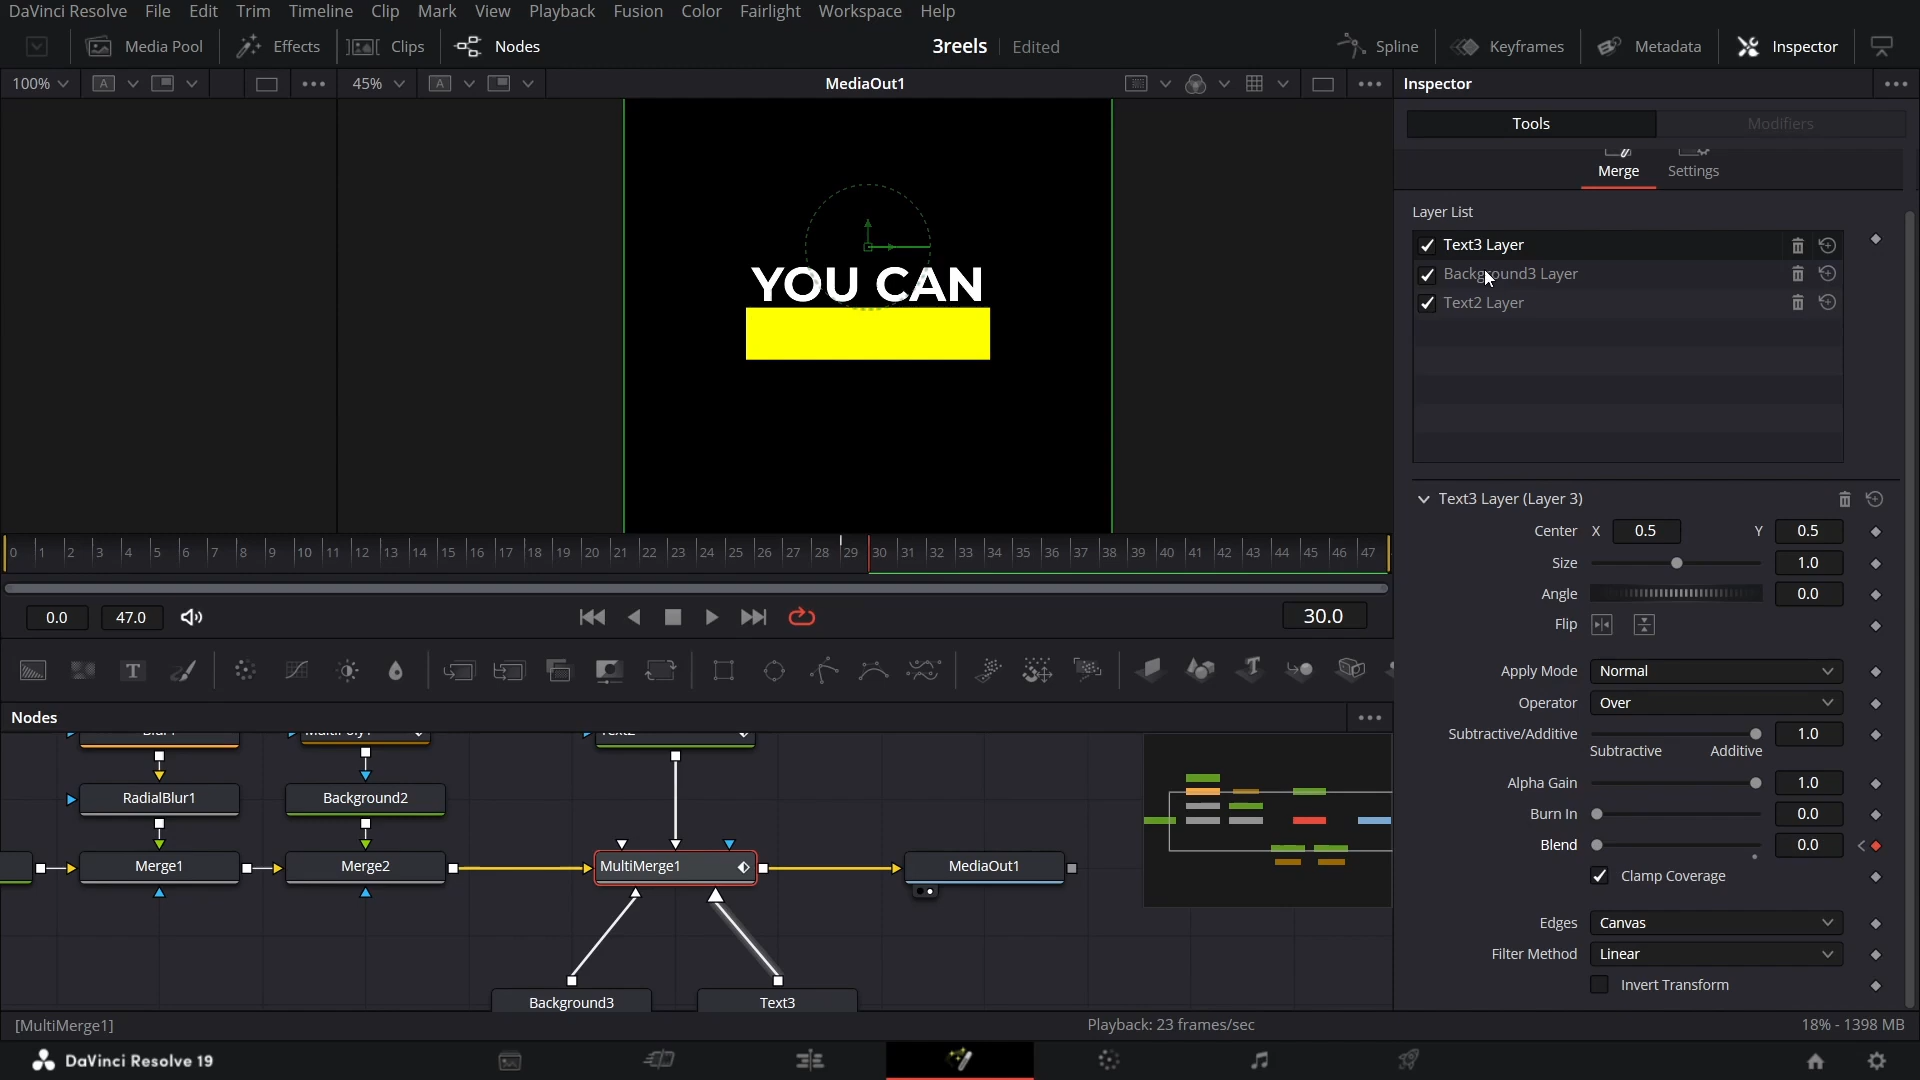 DaVinci Resolve File Edit Trim Timeline Clip Mark View Playback Fusion Color Fairlight Workspace Help
Media Pool Effects Clips Nodes 3reels Edited Spline Keyframes Metadata Inspector
100% A 45% A MediaOut1 Inspector
Tools Modifiers
Merge Settings
Layer List
Text3 Layer
Background3 Layer
Text2 Layer
YOU CAN
Text3 Layer (Layer 3)
Center X 0.5 Y 0.5
Size 1.0
Angle 0.0
Flip
Apply Mode Normal
Operator Over
Subtractive/Additive 1.0
Subtractive Additive
Alpha Gain 1.0
Burn In 0.0
Blend 0.0
Clamp Coverage
Edges Canvas
Filter Method Linear
Invert Transform
0 1 2 3 4 5 6 7 8 9 10 11 12 13 14 15 16 17 18 19 20 21 22 23 24 25 26 27 28 29 30 31 32 33 34 35 36 37 38 39 40 41 42 43 44 45 46 47
0.0 47.0 30.0
T T
Nodes
RadialBlur1 Background2
Merge1 Merge2 MultiMerge1 MediaOut1
Background3 Text3
[MultiMerge1] Playback: 23 frames/sec 18% - 1398 MB
DaVinci Resolve 19